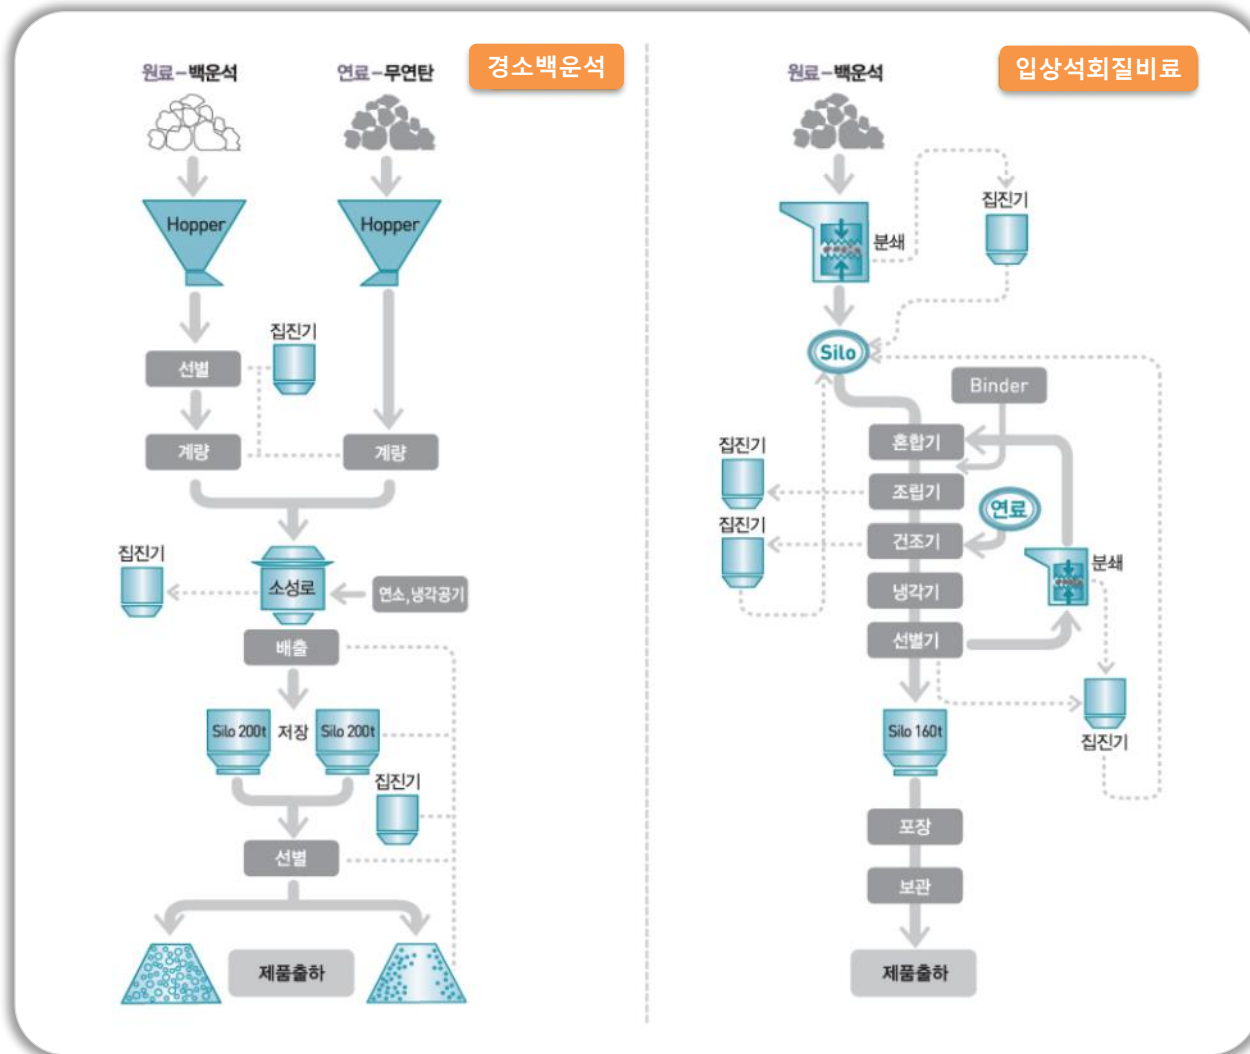 경소백운석
원료-백운석
연료-무연탄
Hopper
Hopper
집진기
선별
계량
계량
집진기
소성로
연소, 냉각공기
배출
Silo 200t
저장
Silo 200t
집진기
선별
제품출하
입상석회질비료
원료-백운석
집진기
분쇄
Silo
Binder
혼합기
집진기
조립기
연료
집진기
건조기
분쇄
냉각기
선별기
Silo 160t
집진기
포장
보관
제품출하